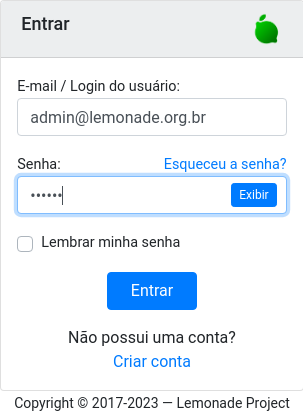 Entrar
E-mail / Login do usuário:
admin@lemonade.org.br
Senha: Esqueceu a senha?
•••••• Exibir
Lembrar minha senha
Entrar
Não possui uma conta?
Criar conta
Copyright © 2017-2023 — Lemonade Project